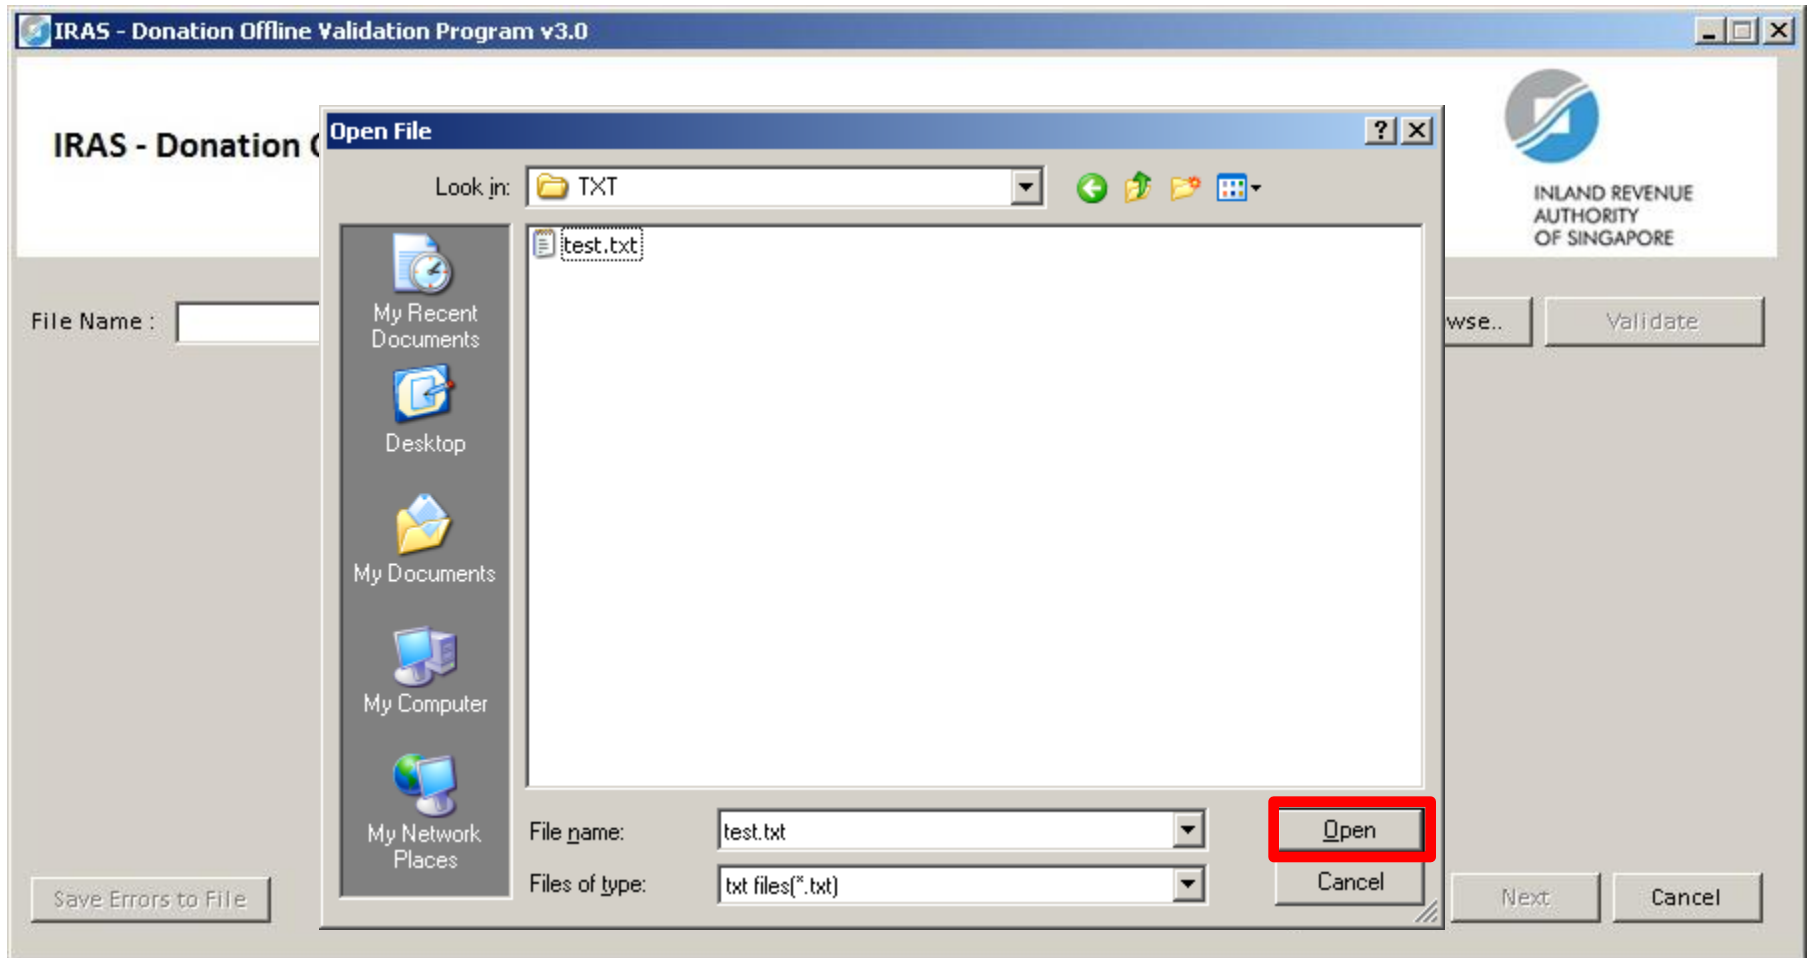 IRAS - Donation Offline Validation Program v3.0
IRAS - Donation
INLAND REVENUE
AUTHORITY
OF SINGAPORE
Open File
Look in:
TXT
test.txt
My Recent
Documents
Desktop
My Documents
My Computer
My Network
Places
File Name :
wse..
Validate
File name:
test.txt
Open
Files of type:
txt files(*.txt)
Cancel
Save Errors to File
Next
Cancel